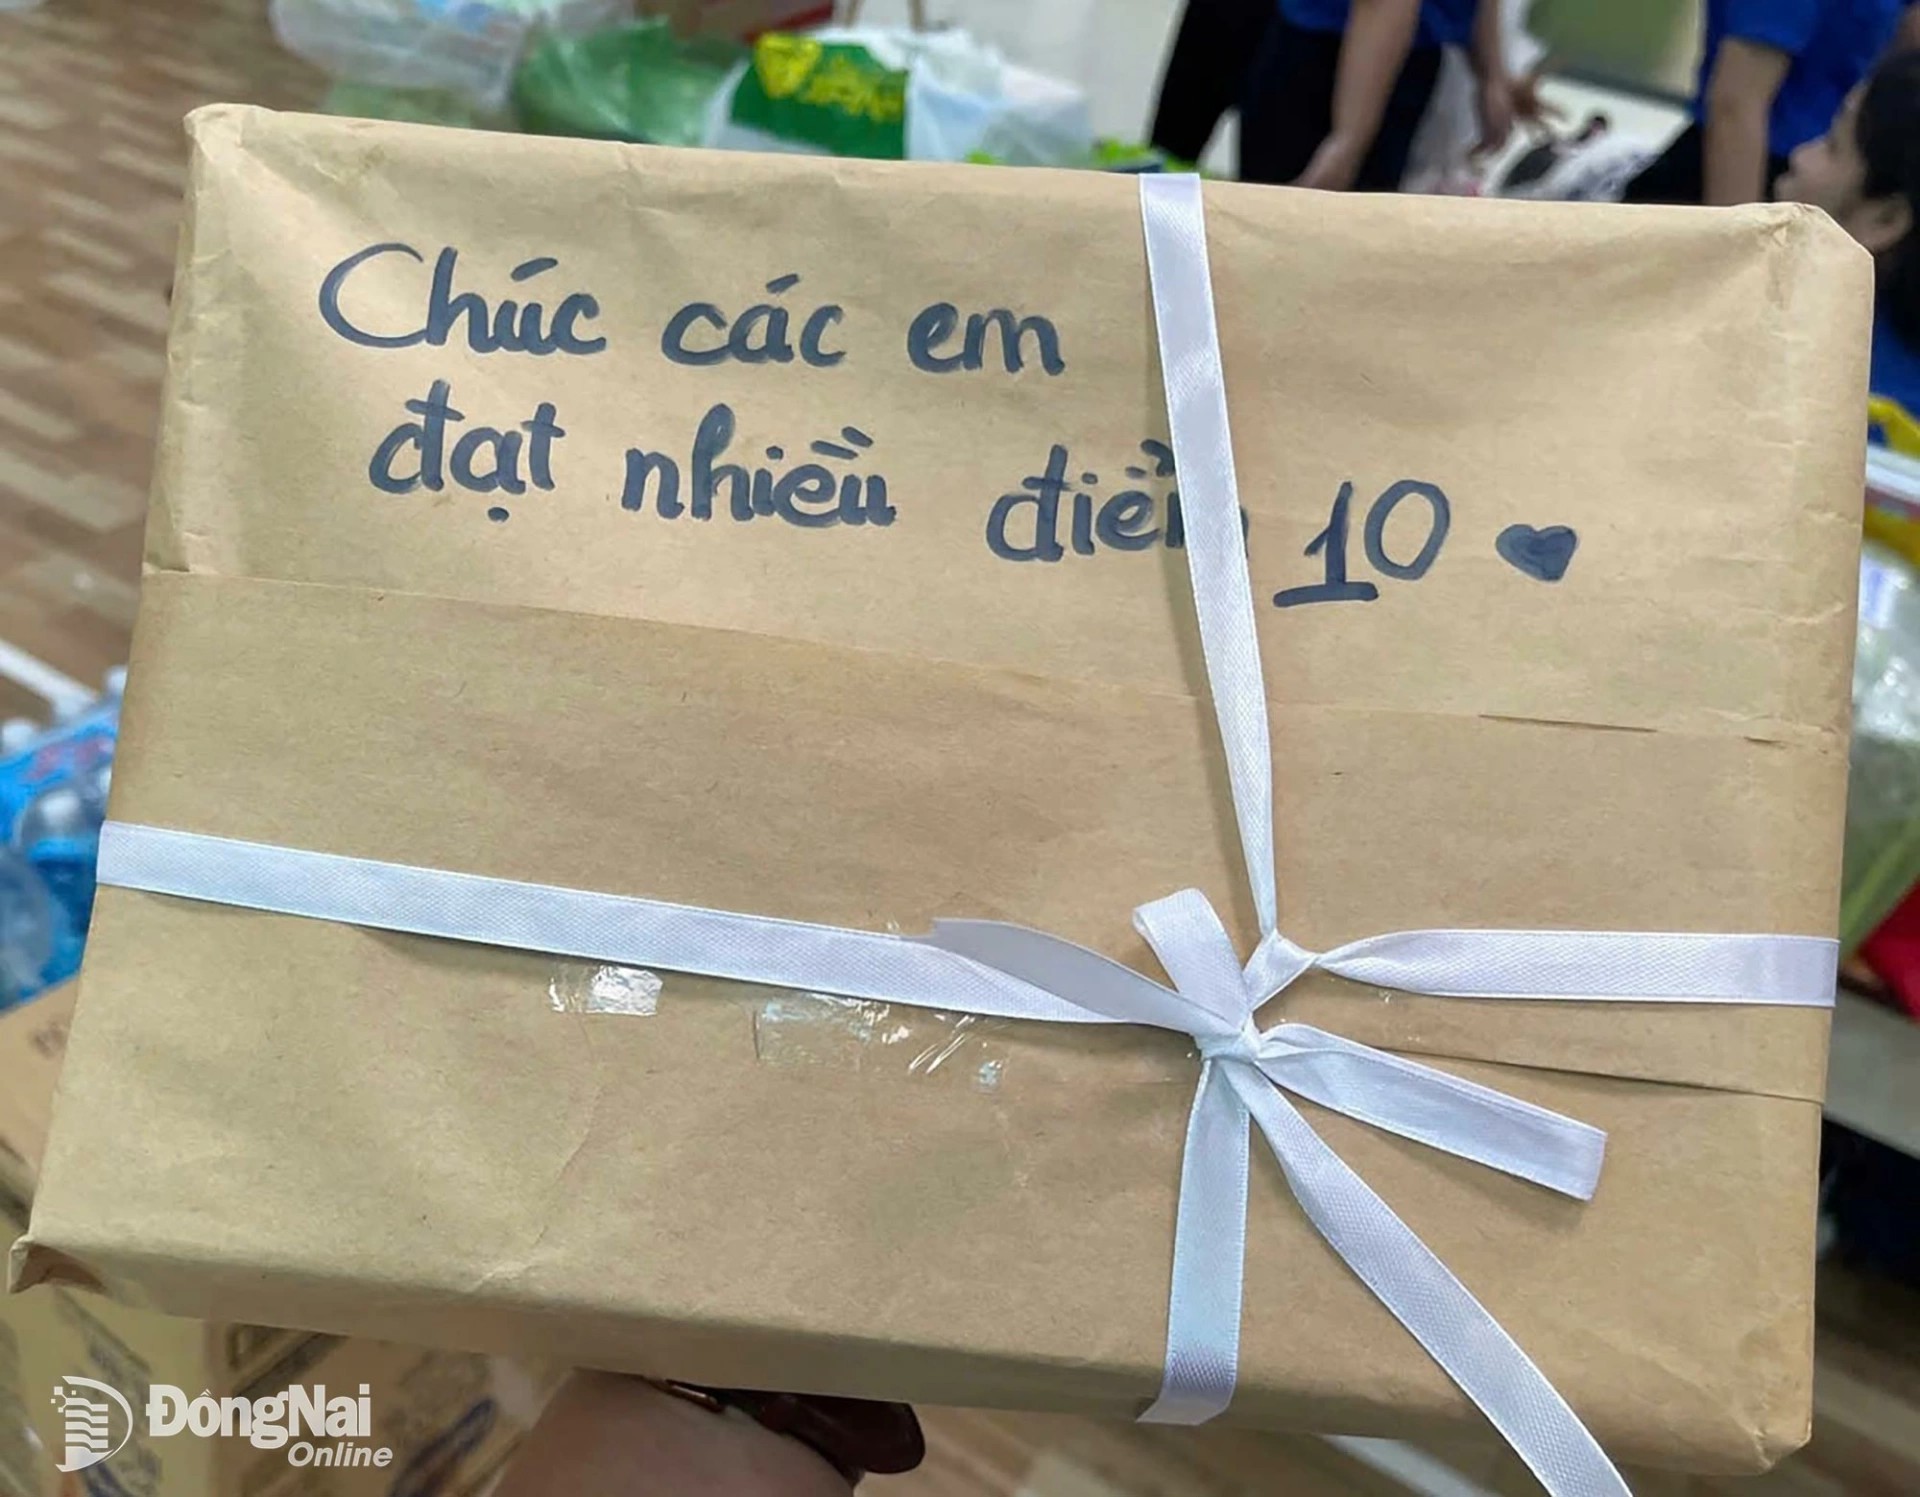 Chúc các em
đạt nhiều điểm 10
ĐồngNai
Online